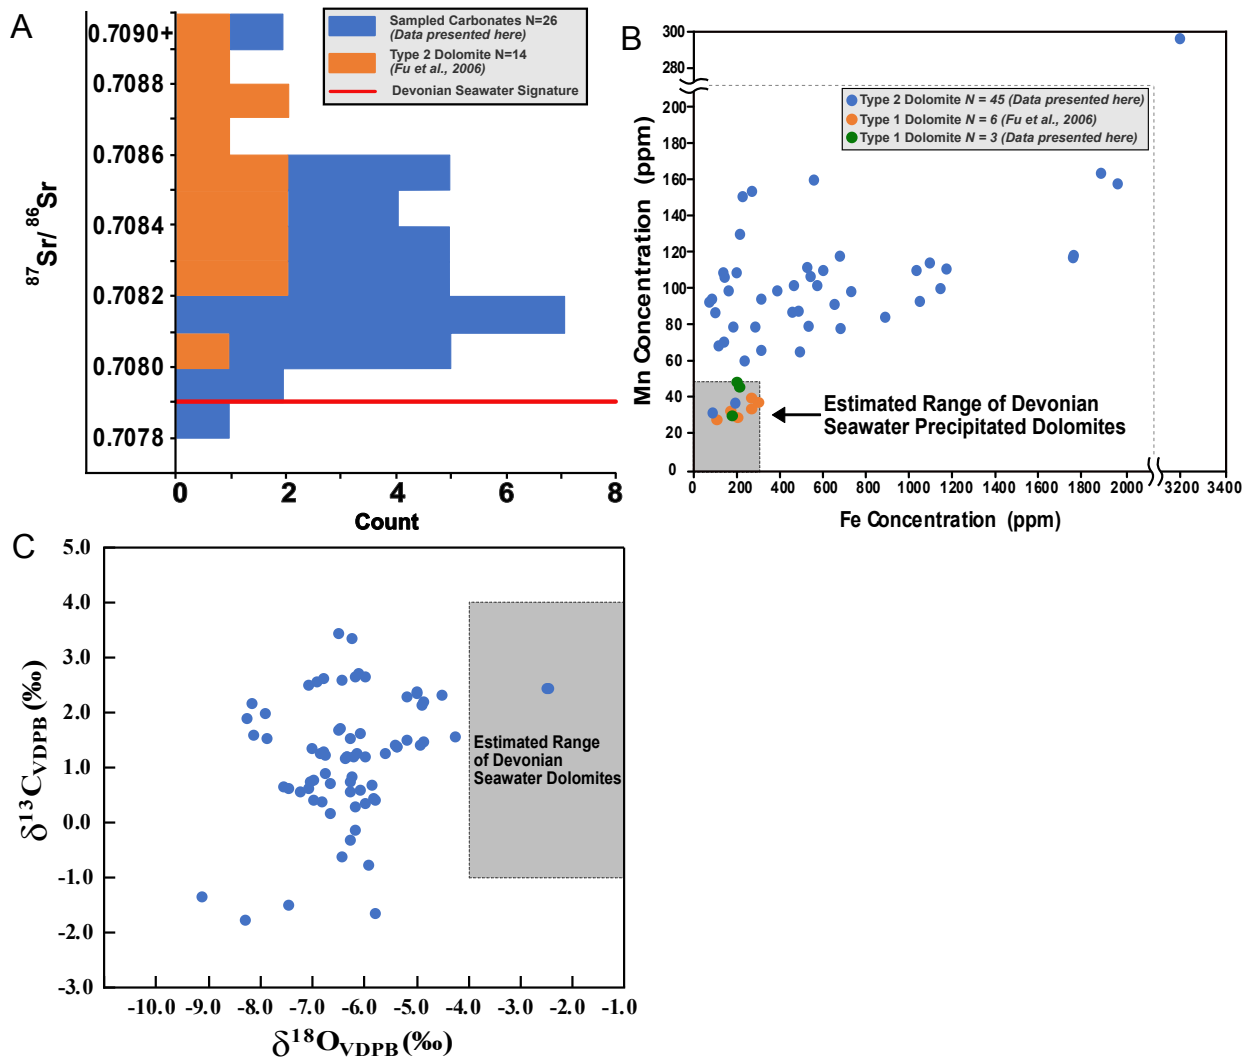 A
0.7090+
0.7088
0.7086
0.7084
0.7082
0.7080
0.7078
87Sr/ 86Sr
0 2 4 6 8
Count
Sampled Carbonates N=26
(Data presented here)
Type 2 Dolomite N=14
(Fu et al., 2006)
Devonian Seawater Signature
B
300
280
200
180
160
140
120
100
80
60
40
20
0
Mn Concentration (ppm)
Type 2 Dolomite N = 45 (Data presented here)
Type 1 Dolomite N = 6 (Fu et al., 2006)
Type 1 Dolomite N = 3 (Data presented here)
Estimated Range of Devonian
Seawater Precipitated Dolomites
0 200 400 600 800 1000 1200 1400 1600 1800 2000 3200 3400
Fe Concentration (ppm)
C
5.0
4.0
3.0
2.0
1.0
0.0
-1.0
-2.0
-3.0
δ13CVDPB(‰)
Estimated Range
of Devonian
Seawater Dolomites
-10.0 -9.0 -8.0 -7.0 -6.0 -5.0 -4.0 -3.0 -2.0 -1.0
δ18OVDPB(‰)